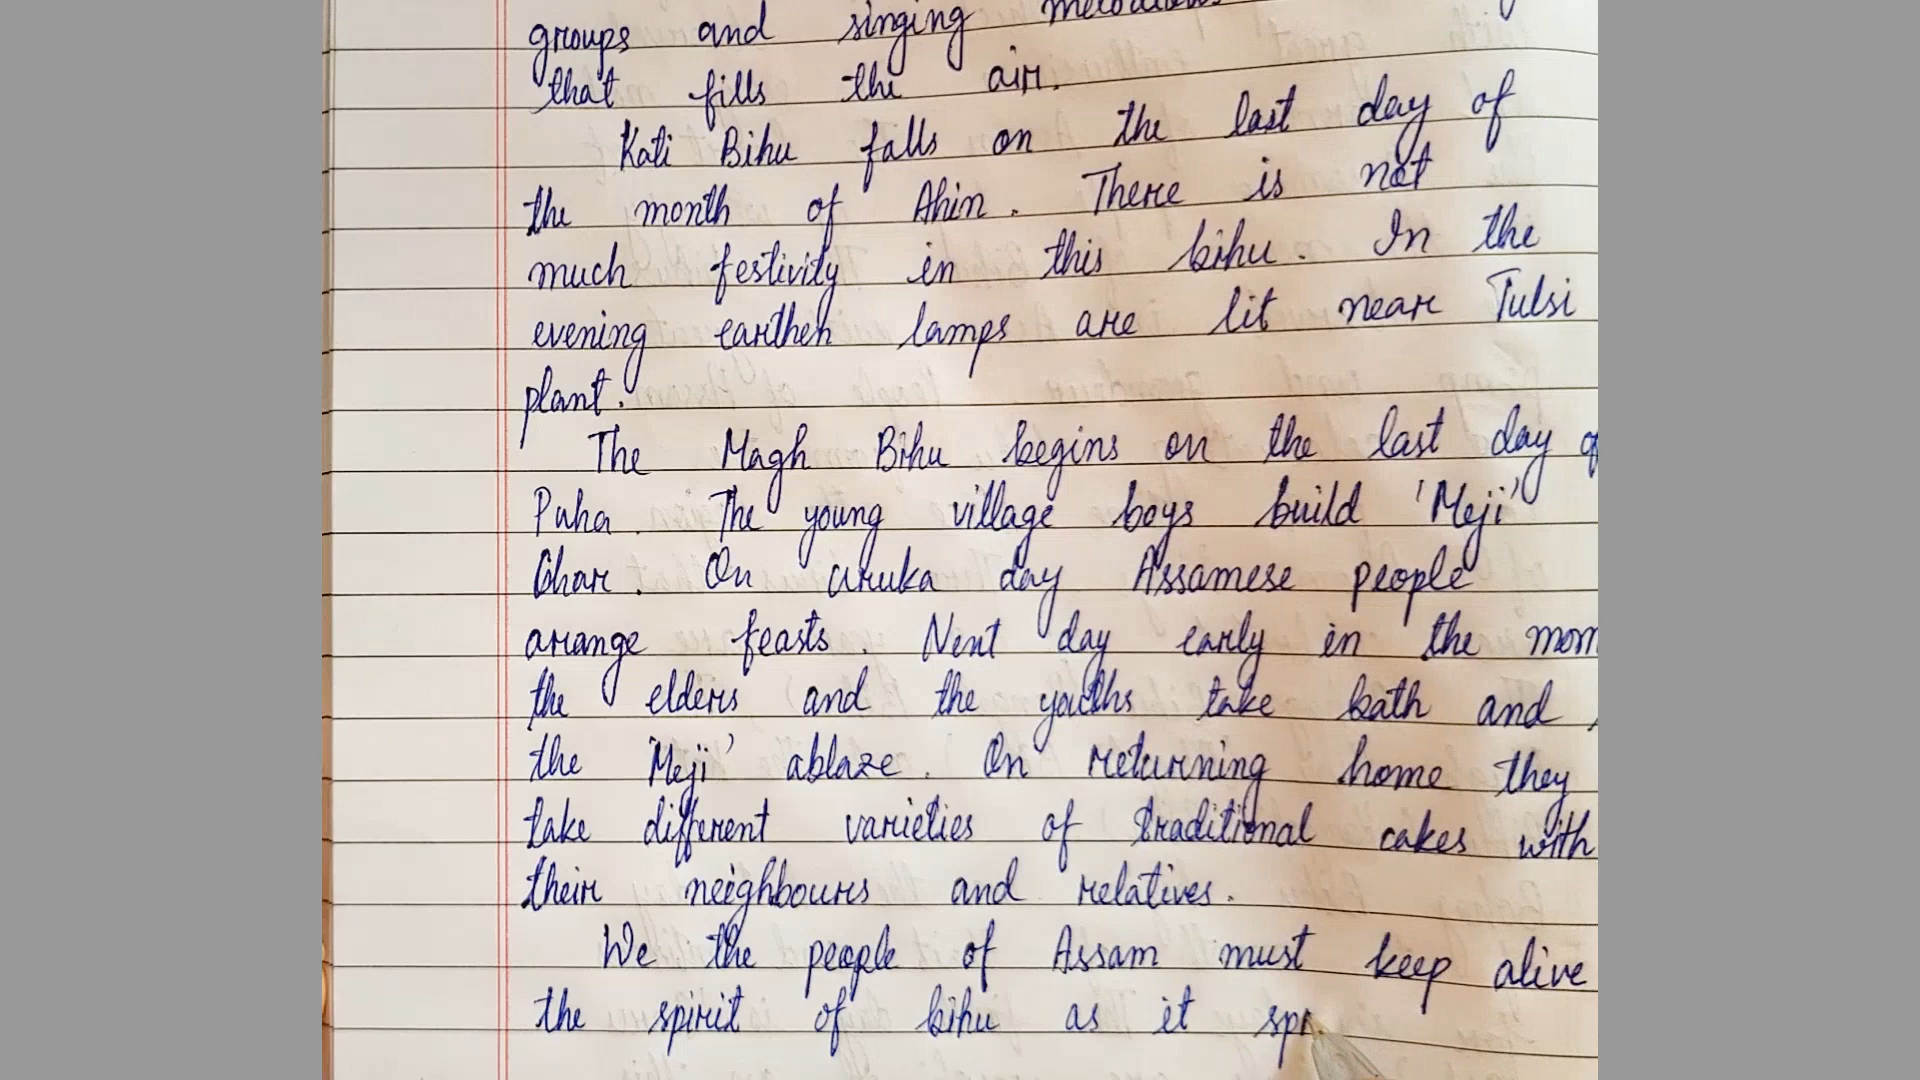 groups and singing
that fills the air.
Kati Bihu falls on the last day of
the month of Ahin. There is not
much festivity in this bihu. In the
evening earthen lamps are lit near Tulsi
plant.
The Magh Bihu begins on the last day of
Puha. The young village boys build 'Meji'
Ghar. On uruka day Assamese people
arange feasts. Next day early in the
the elders and the youths take bath and
the 'Meji' ablaze. On returning home they
take different varieties of traditional cakes with
their neighbours and relatives.
We the people of Assam must keep alive
the spirit of bihu as it spr